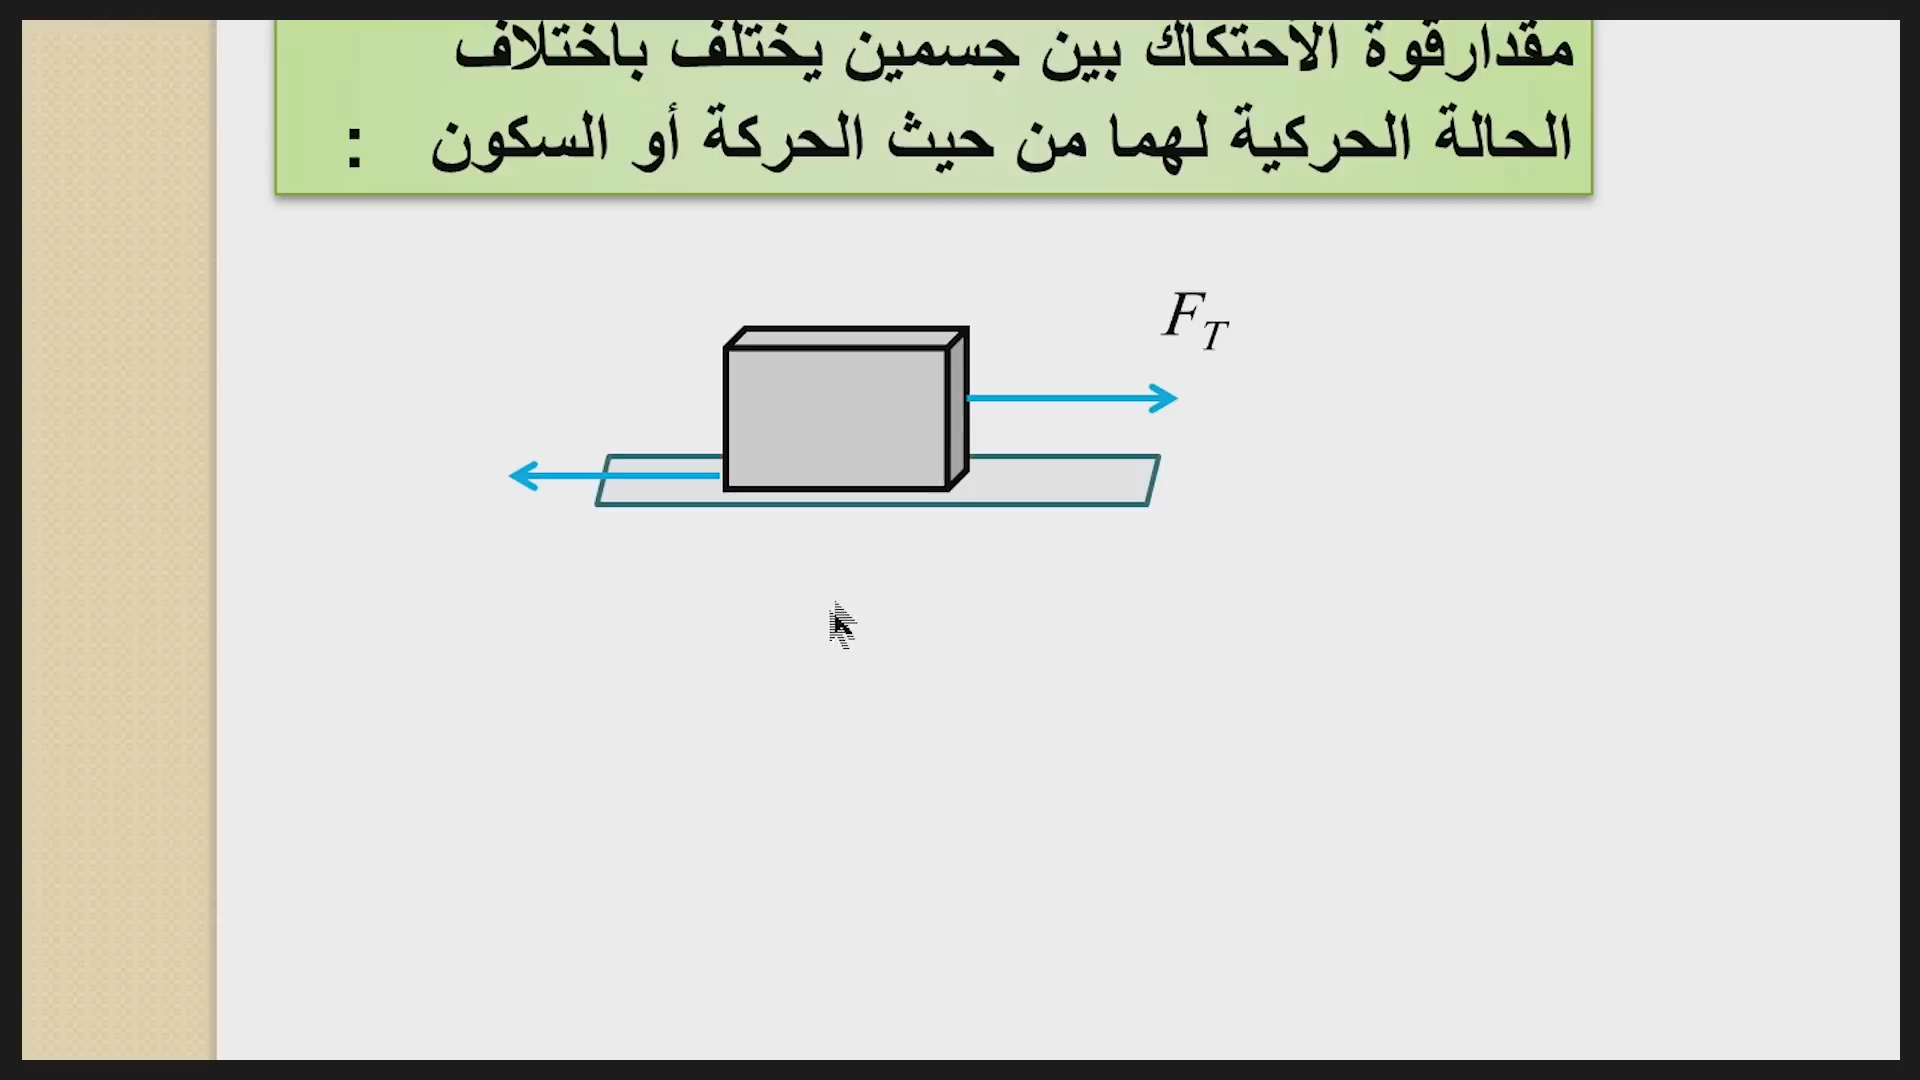 مقدارقوة الاحتكاك بين جسمين يختلف باختلاف
الحالة الحركية لهما من حيث الحركة أو السكون :
F_T